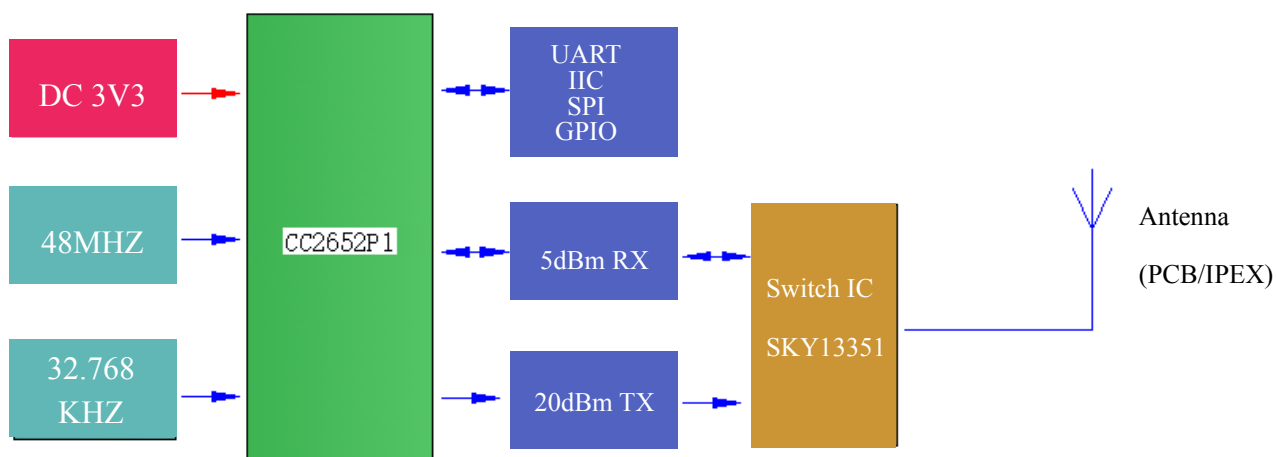 DC 3V3
48MHZ
32.768
KHZ
CC2652P1
UART
IIC
SPI
GPIO
5dBm RX
20dBm TX
Switch IC
SKY13351
Antenna
(PCB/IPEX)